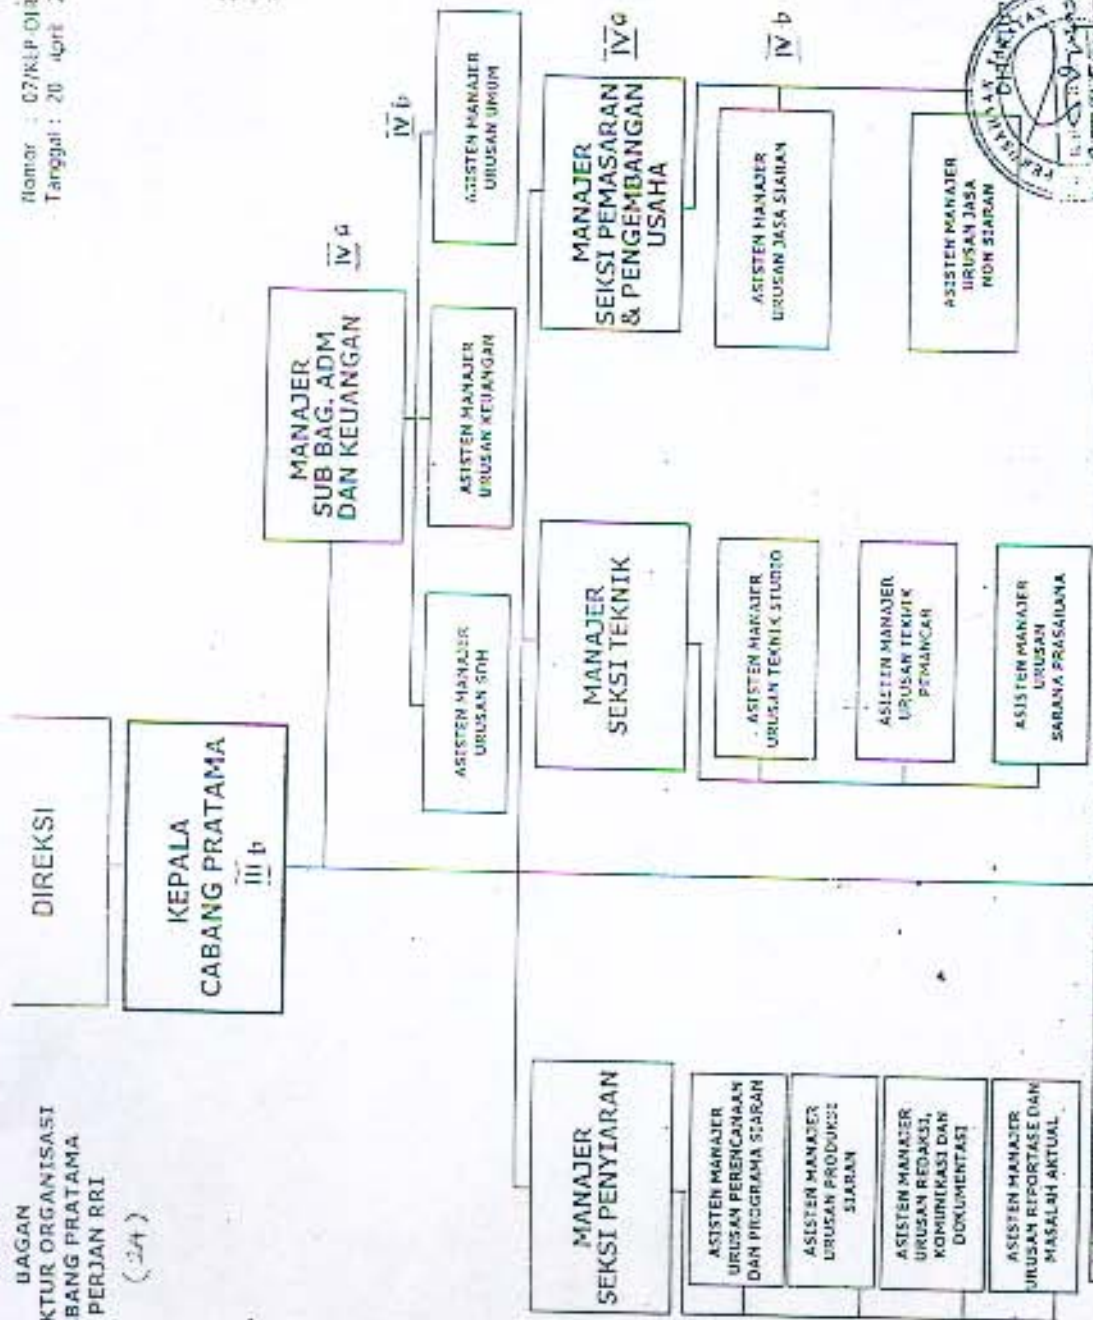 BAGAN
KTUR ORGANISASI
BANG PRATAMA
PERJAN RRI
(24)
Nomor : 07/KEP-DIR
Tanggal : 20 April
DIREKSI
KEPALA
CABANG PRATAMA
III b
MANAJER
SUB BAG. ADM
DAN KEUANGAN
IV a
IV b
ASISTEN MANAJER
URUSAN SDM
ASISTEN MANAJER
URUSAN KEUANGAN
ASISTEN MANAJER
URUSAN UMUM
MANAJER
SEKSI PENYIARAN
MANAJER
SEKSI TEKNIK
MANAJER
SEKSI PEMASARAN
& PENGEMBANGAN
USAHA
IV a
IV b
ASISTEN MANAJER
URUSAN PERENCANAAN
DAN PROGRAMA SIARAN
ASISTEN MANAJER
URUSAN PRODUKSI
SIARAN
ASISTEN MANAJER
URUSAN REDAKSI,
KOMUNIKASI DAN
DOKUMENTASI
ASISTEN MANAJER
URUSAN REPORTASE DAN
MASALAH AKTUAL
ASISTEN MANAJER
URUSAN TEKNIK STUDIO
ASISTEN MANAJER
URUSAN TEKNIK
PEMANCAR
ASISTEN MANAJER
URUSAN
SARANA PRASARANA
ASISTEN MANAJER
URUSAN JASA SIARAN
ASISTEN MANAJER
URUSAN JASA
NON SIARAN
PERUSAHAAN JAWATAN